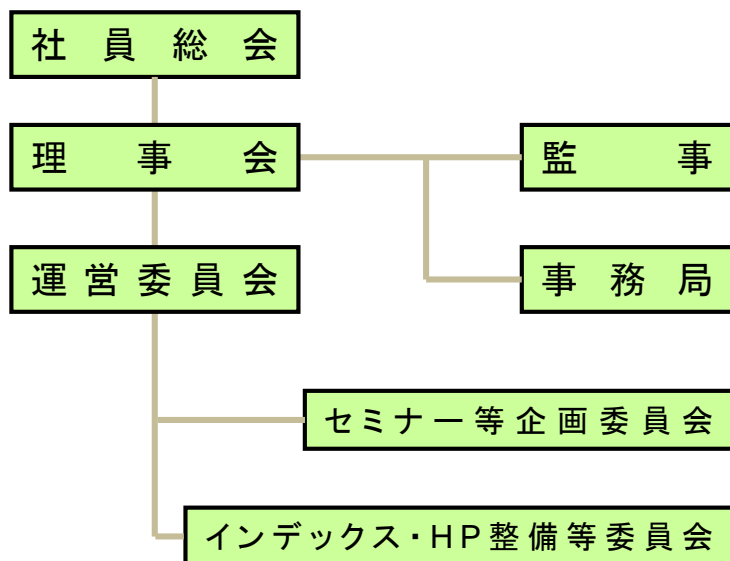 社員総会
理事会
監事
運営委員会
事務局
セミナー等企画委員会
インデックス・HP整備等委員会